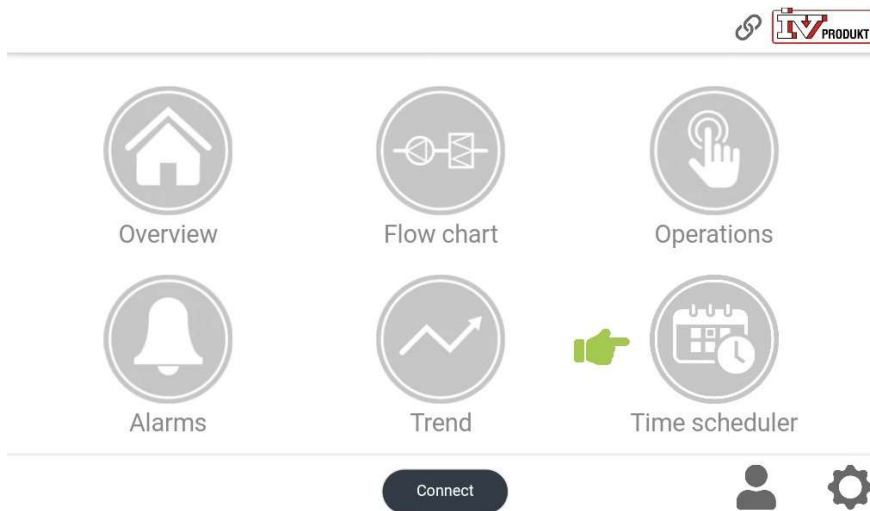 IV PRODUKT
Overview
Flow chart
Operations
Alarms
Trend
Time scheduler
Connect